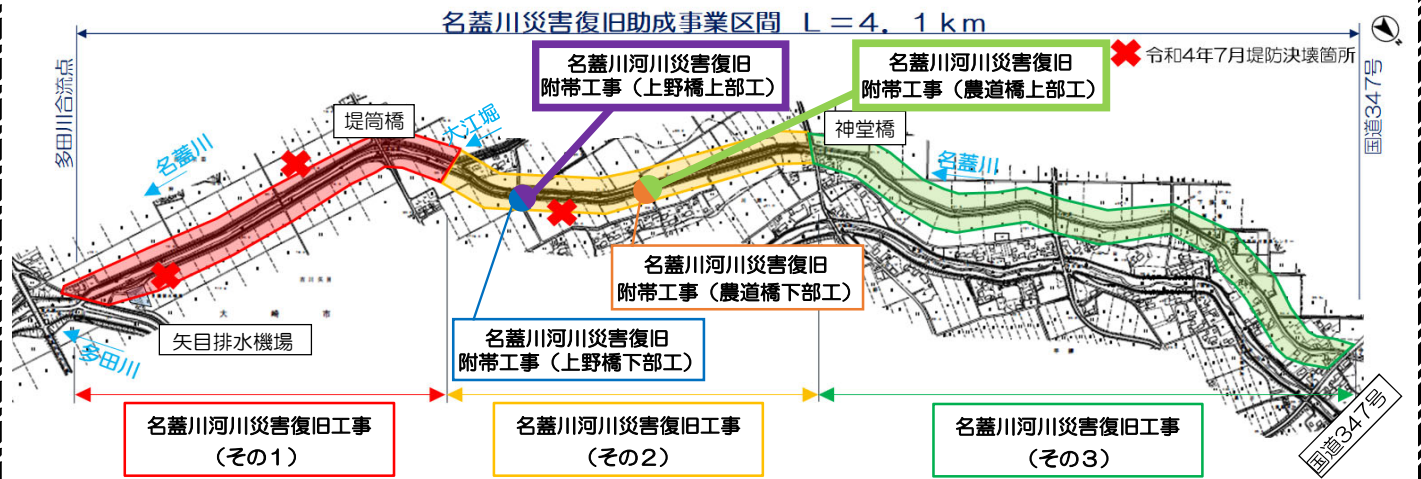 名蓋川災害復旧助成事業区間 L=4.1km
多田川合流点
国道347号
N
令和4年7月堤防決壊箇所
名蓋川河川災害復旧
附帯工事(上野橋上部工)
名蓋川河川災害復旧
附帯工事(農道橋上部工)
堤筒橋
大江堀
神堂橋
名蓋川
名蓋川
名蓋川河川災害復旧
附帯工事(農道橋下部工)
大崎市
矢目排水機場
多田川
名蓋川河川災害復旧
附帯工事(上野橋下部工)
国道347号
名蓋川河川災害復旧工事
(その1)
名蓋川河川災害復旧工事
(その2)
名蓋川河川災害復旧工事
(その3)